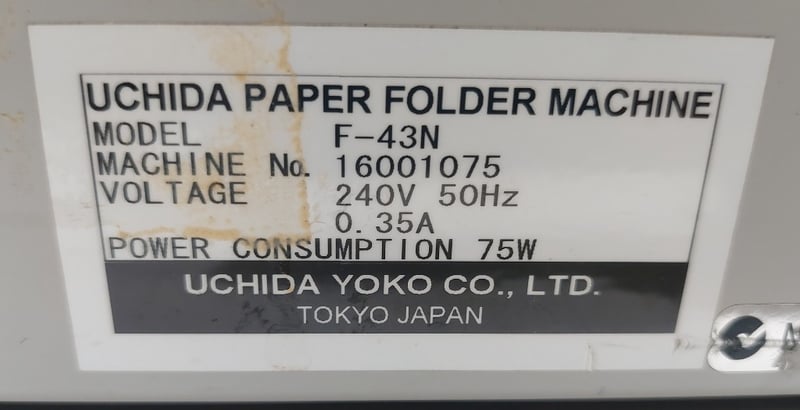 UCHIDA PAPER FOLDER MACHINE
MODEL F-43N
MACHINE No. 16001075
VOLTAGE 240V 50Hz
0.35A
POWER CONSUMPTION 75W
UCHIDA YOKO CO., LTD.
TOKYO JAPAN